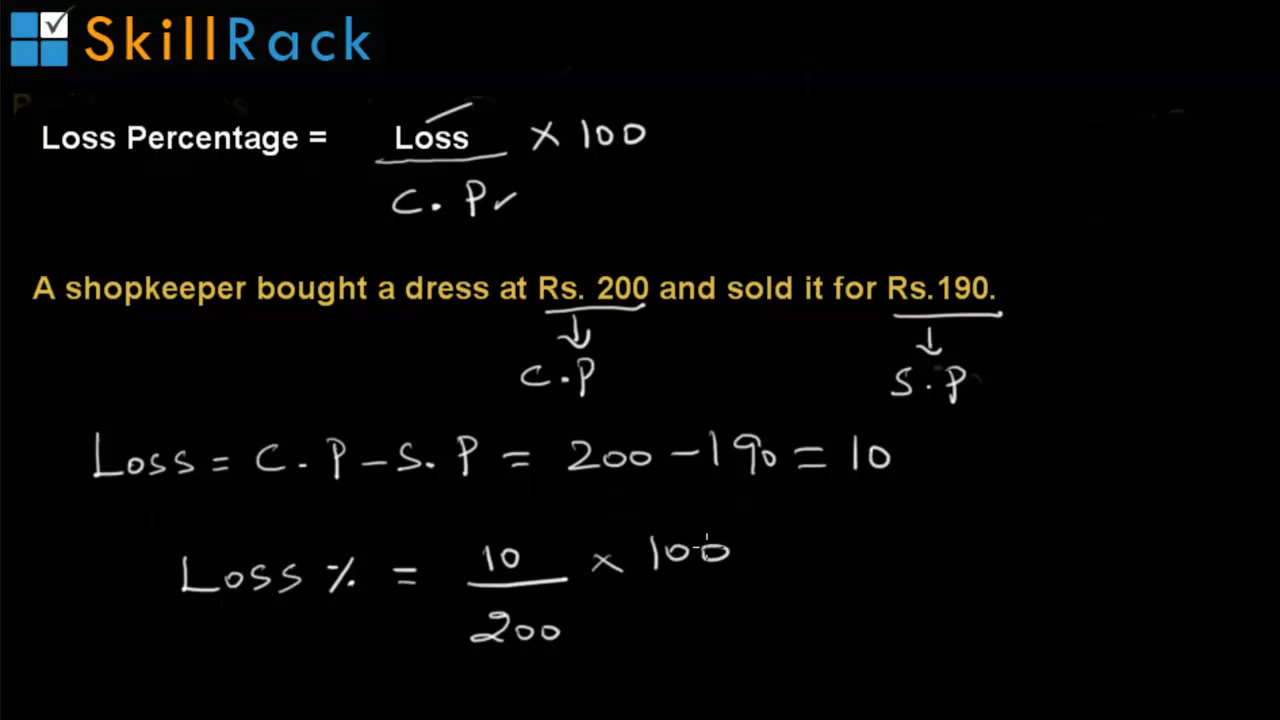 SkillRack
Loss Percentage = Loss × 100
C.P
A shopkeeper bought a dress at Rs. 200 and sold it for Rs.190.
C.P S.P
Loss = C.P - S.P = 200 - 190 = 10
Loss % = 10 × 100
200